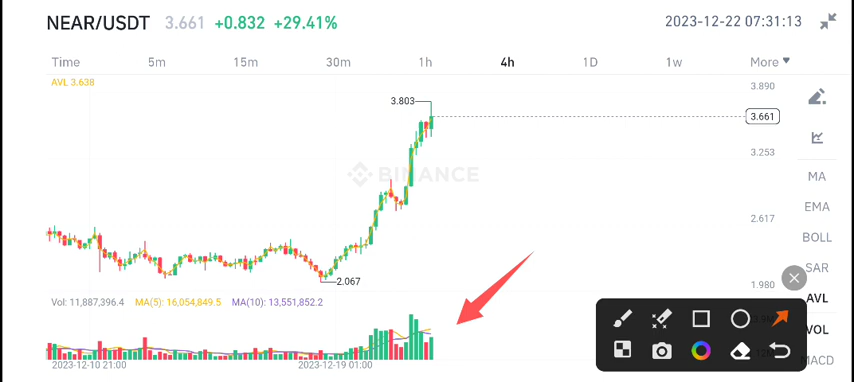 NEAR/USDT 3.661 +0.832 +29.41% 2023-12-22 07:31:13
Time 5m 15m 30m 1h 4h 1D 1w More
AVL 3.638
3.890
3.803
3.661
3.253
BINANCE
MA
EMA
2.617
BOLL
SAR
2.067
1.980
AVL
Vol: 11,887,396.4 MA(5): 16,054,849.5 MA(10): 13,551,852.2
VOL
MACD
2023-12-10 21:00 2023-12-19 01:00